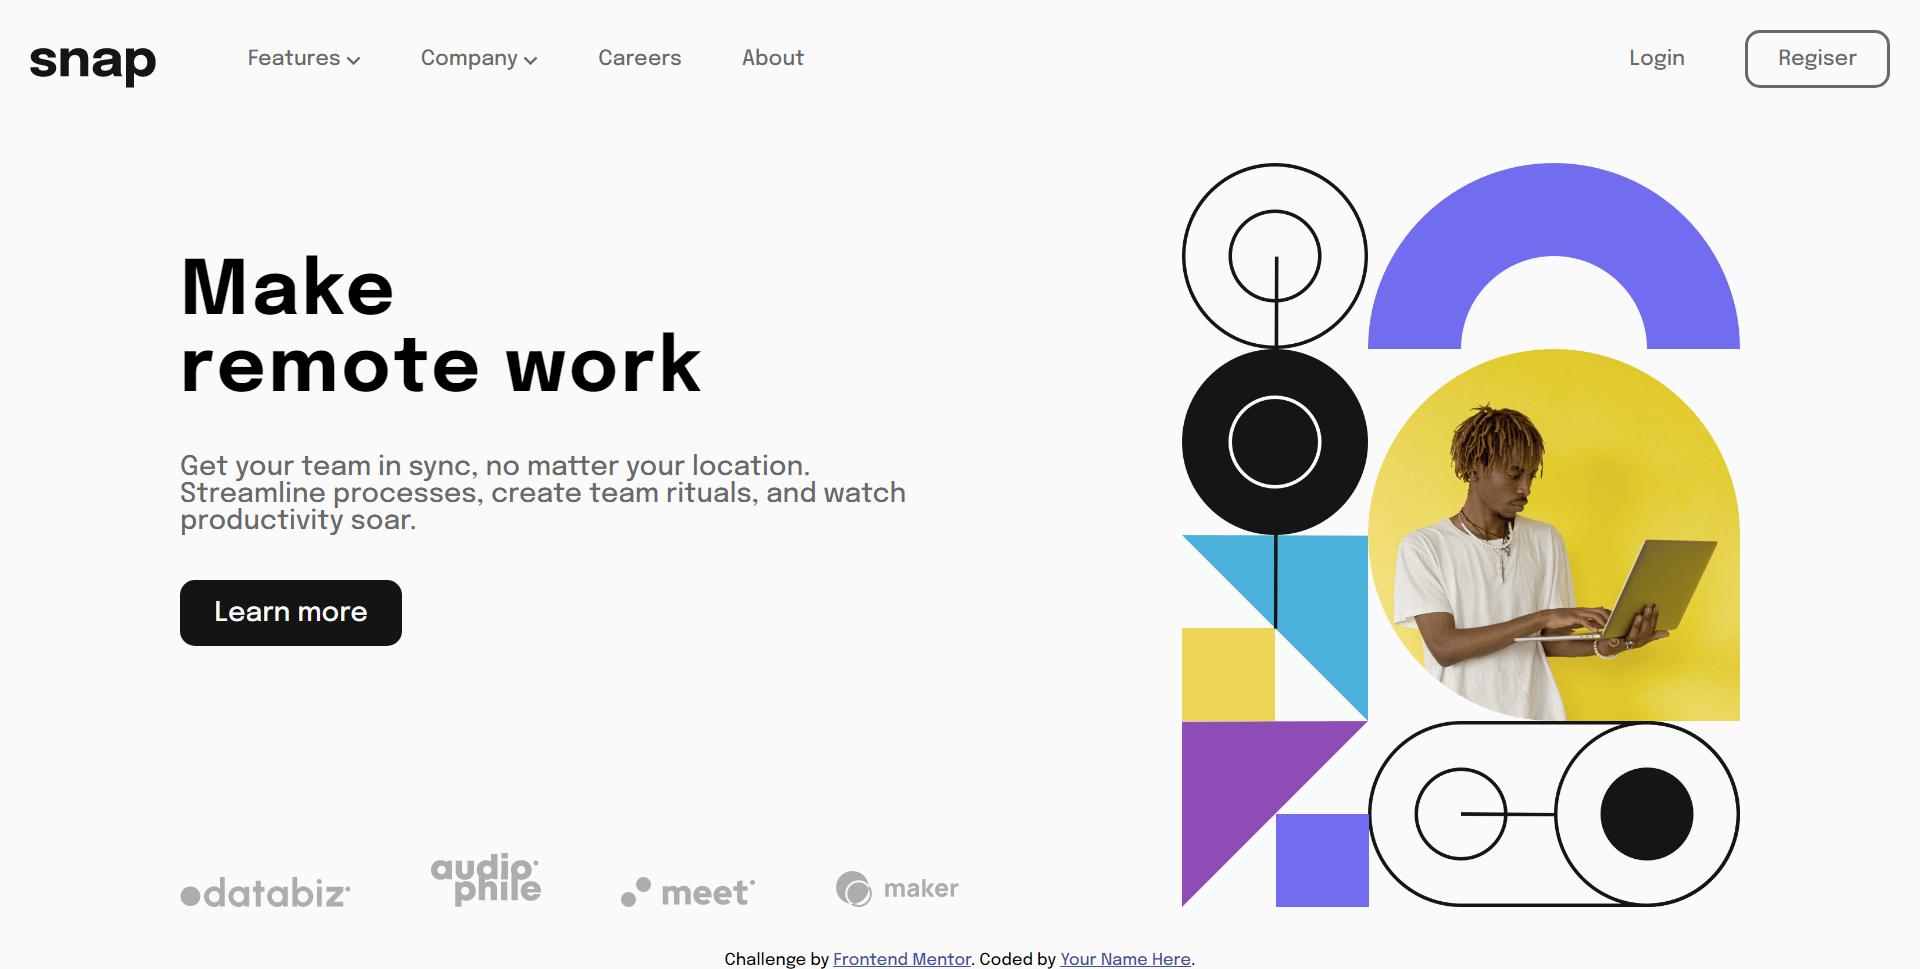 snap Features Company Careers About Login Regiser
Make
remote work
Get your team in sync, no matter your location.
Streamline processes, create team rituals, and watch
productivity soar.
Learn more
databiz audiophile meet maker
Challenge by Frontend Mentor. Coded by Your Name Here.